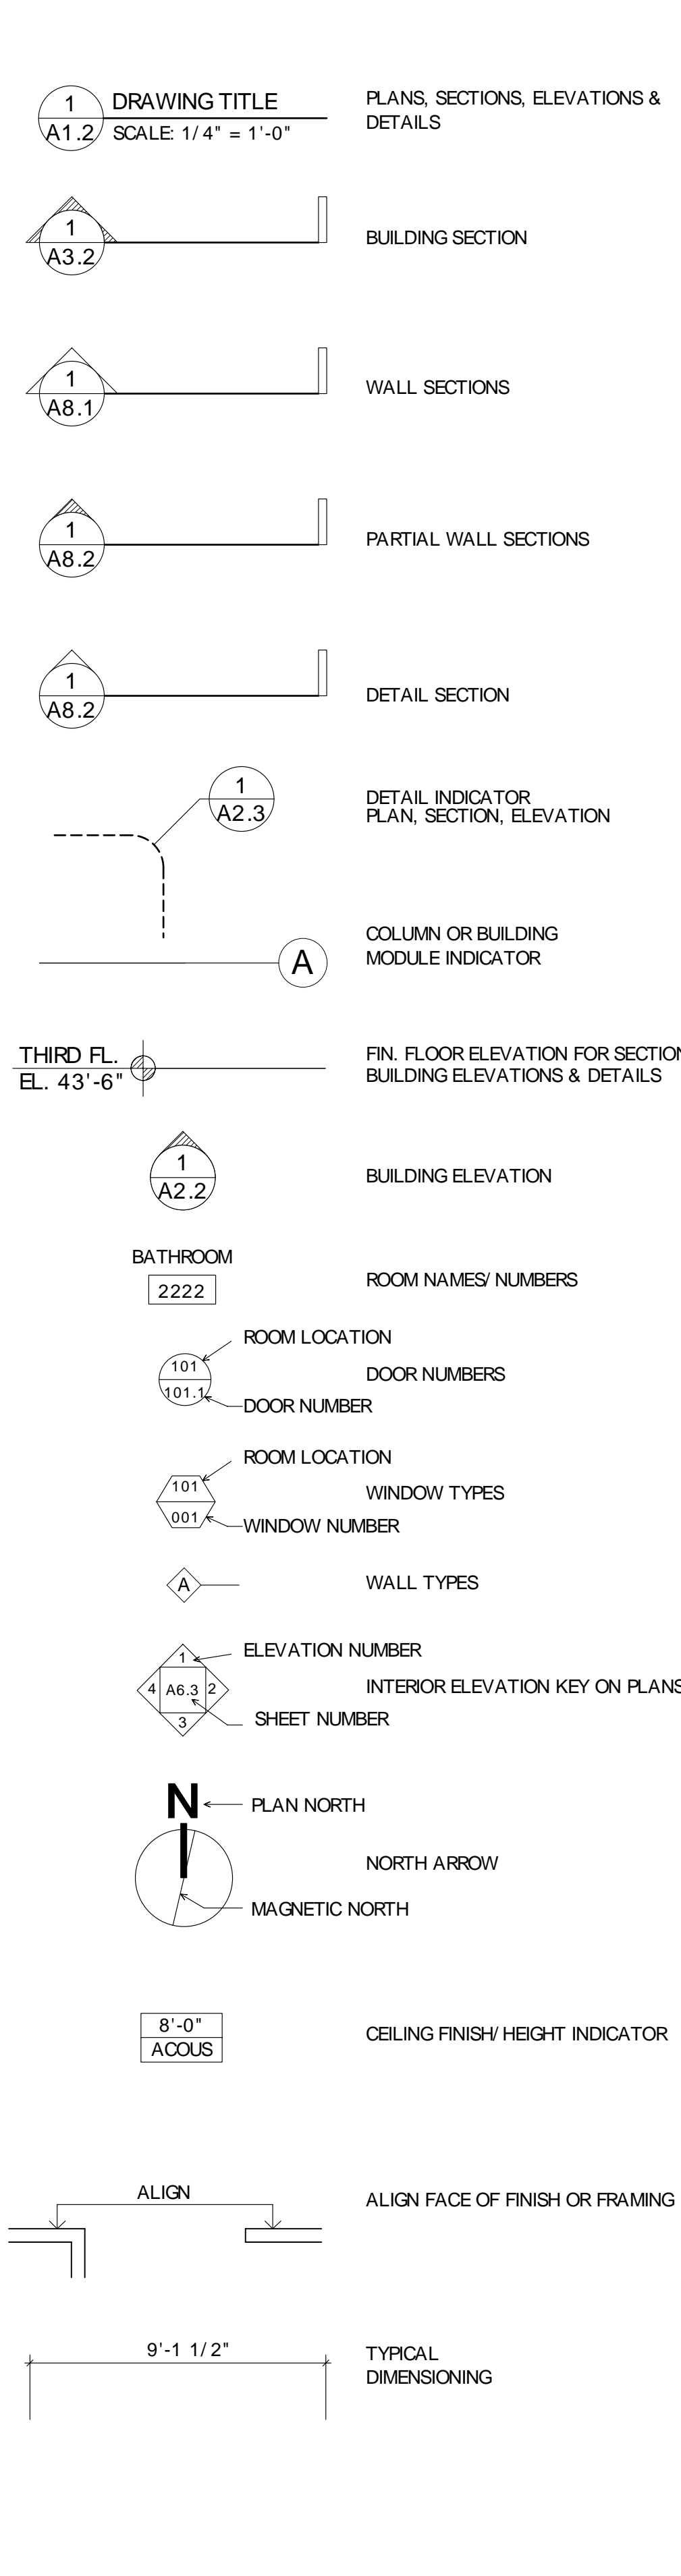 1
A1.2
DRAWING TITLE
SCALE: 1/4" = 1'-0"
PLANS, SECTIONS, ELEVATIONS &
DETAILS
1
A3.2
BUILDING SECTION
1
A8.1
WALL SECTIONS
1
A8.2
PARTIAL WALL SECTIONS
1
A8.2
DETAIL SECTION
1
A2.3
DETAIL INDICATOR
PLAN, SECTION, ELEVATION
A
COLUMN OR BUILDING
MODULE INDICATOR
THIRD FL.
EL. 43'-6"
FIN. FLOOR ELEVATION FOR SECTION
BUILDING ELEVATIONS & DETAILS
1
A2.2
BUILDING ELEVATION
BATHROOM
2222
ROOM NAMES/NUMBERS
ROOM LOCATION
101
101.1
DOOR NUMBER
DOOR NUMBERS
ROOM LOCATION
101
001
WINDOW NUMBER
WINDOW TYPES
A
WALL TYPES
ELEVATION NUMBER
1
4
A6.3
2
3
SHEET NUMBER
INTERIOR ELEVATION KEY ON PLANS
N
PLAN NORTH
NORTH ARROW
MAGNETIC NORTH
8'-0"
ACOUS
CEILING FINISH/HEIGHT INDICATOR
ALIGN
ALIGN FACE OF FINISH OR FRAMING
9'-1 1/2"
TYPICAL
DIMENSIONING